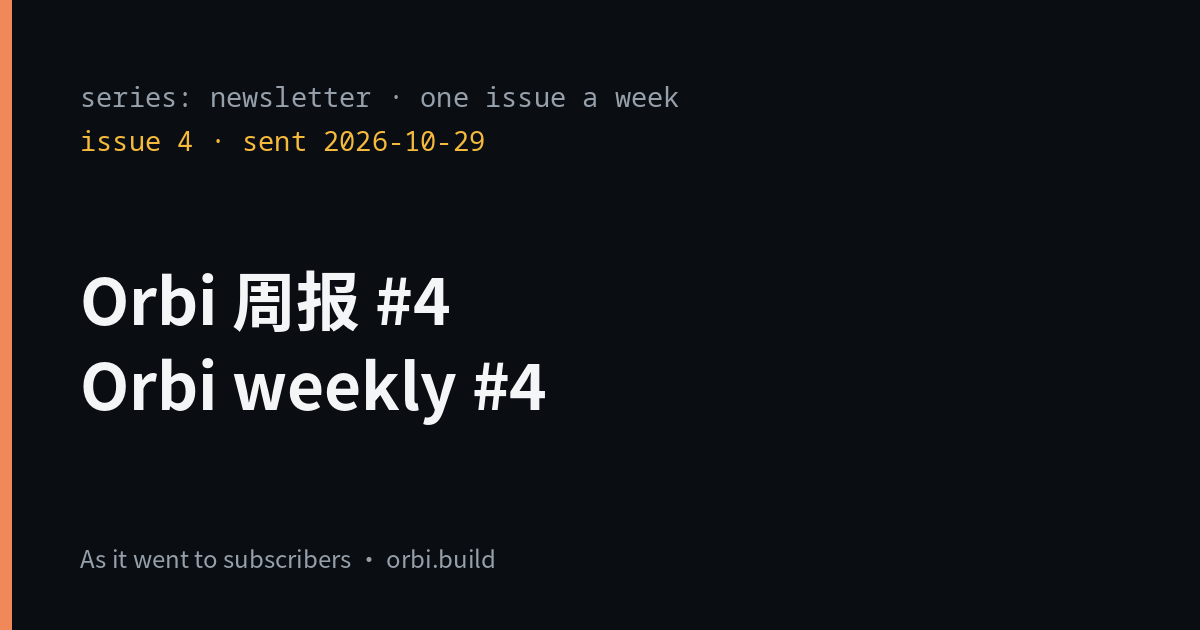 series: newsletter · one issue a week
issue 4 · sent 2026-10-29
Orbi 周报 #4
Orbi weekly #4
As it went to subscribers • orbi.build